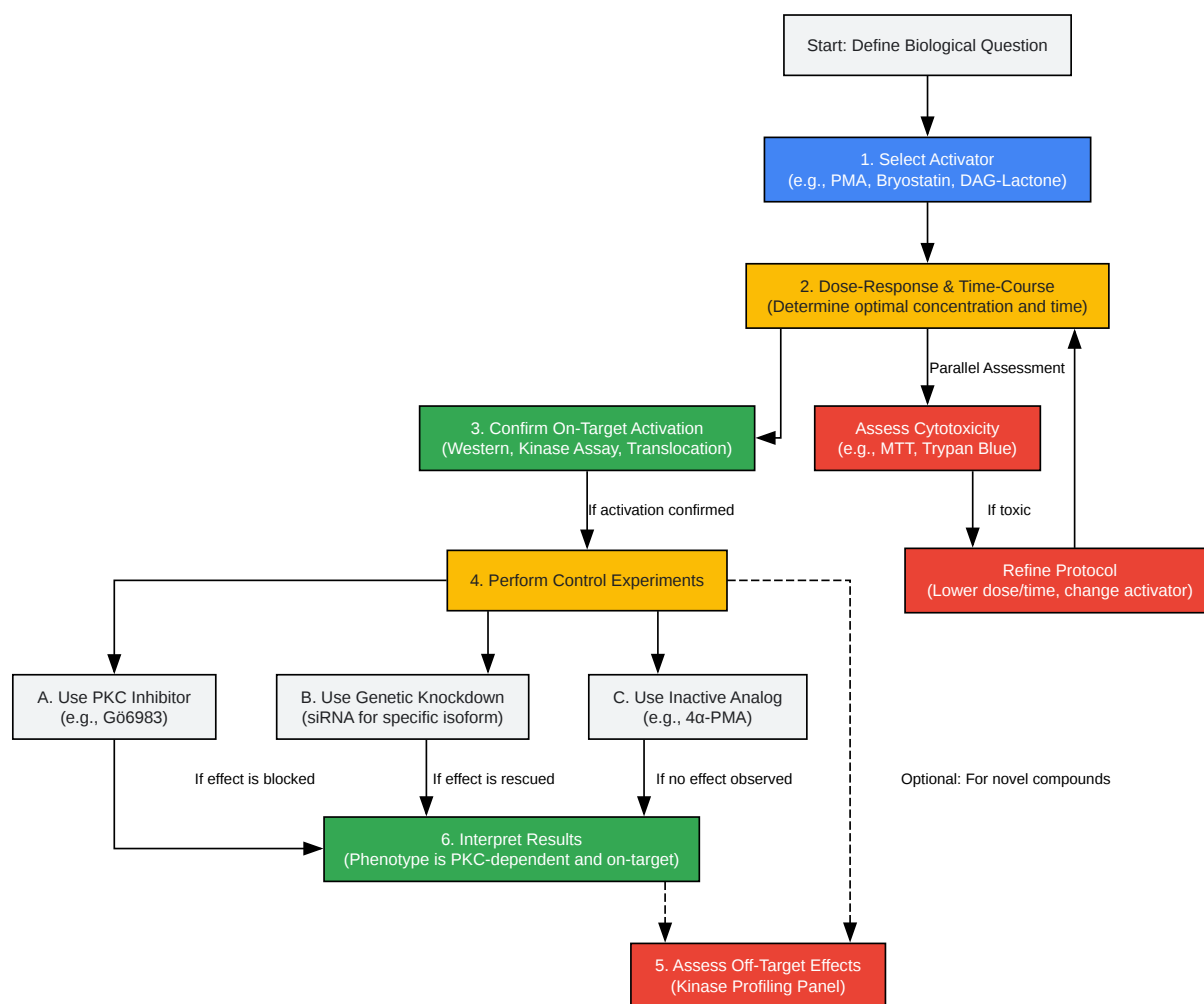 Start: Define Biological Question
1. Select Activator
(e.g., PMA, Bryostatin, DAG-Lactone)
2. Dose-Response & Time-Course
(Determine optimal concentration and time)
Parallel Assessment
3. Confirm On-Target Activation
(Western, Kinase Assay, Translocation)
Assess Cytotoxicity
(e.g., MTT, Trypan Blue)
If activation confirmed
If toxic
4. Perform Control Experiments
Refine Protocol
(Lower dose/time, change activator)
A. Use PKC Inhibitor
(e.g., Gö6983)
B. Use Genetic Knockdown
(siRNA for specific isoform)
C. Use Inactive Analog
(e.g., 4α-PMA)
If effect is blocked
If effect is rescued
If no effect observed
Optional: For novel compounds
6. Interpret Results
(Phenotype is PKC-dependent and on-target)
5. Assess Off-Target Effects
(Kinase Profiling Panel)